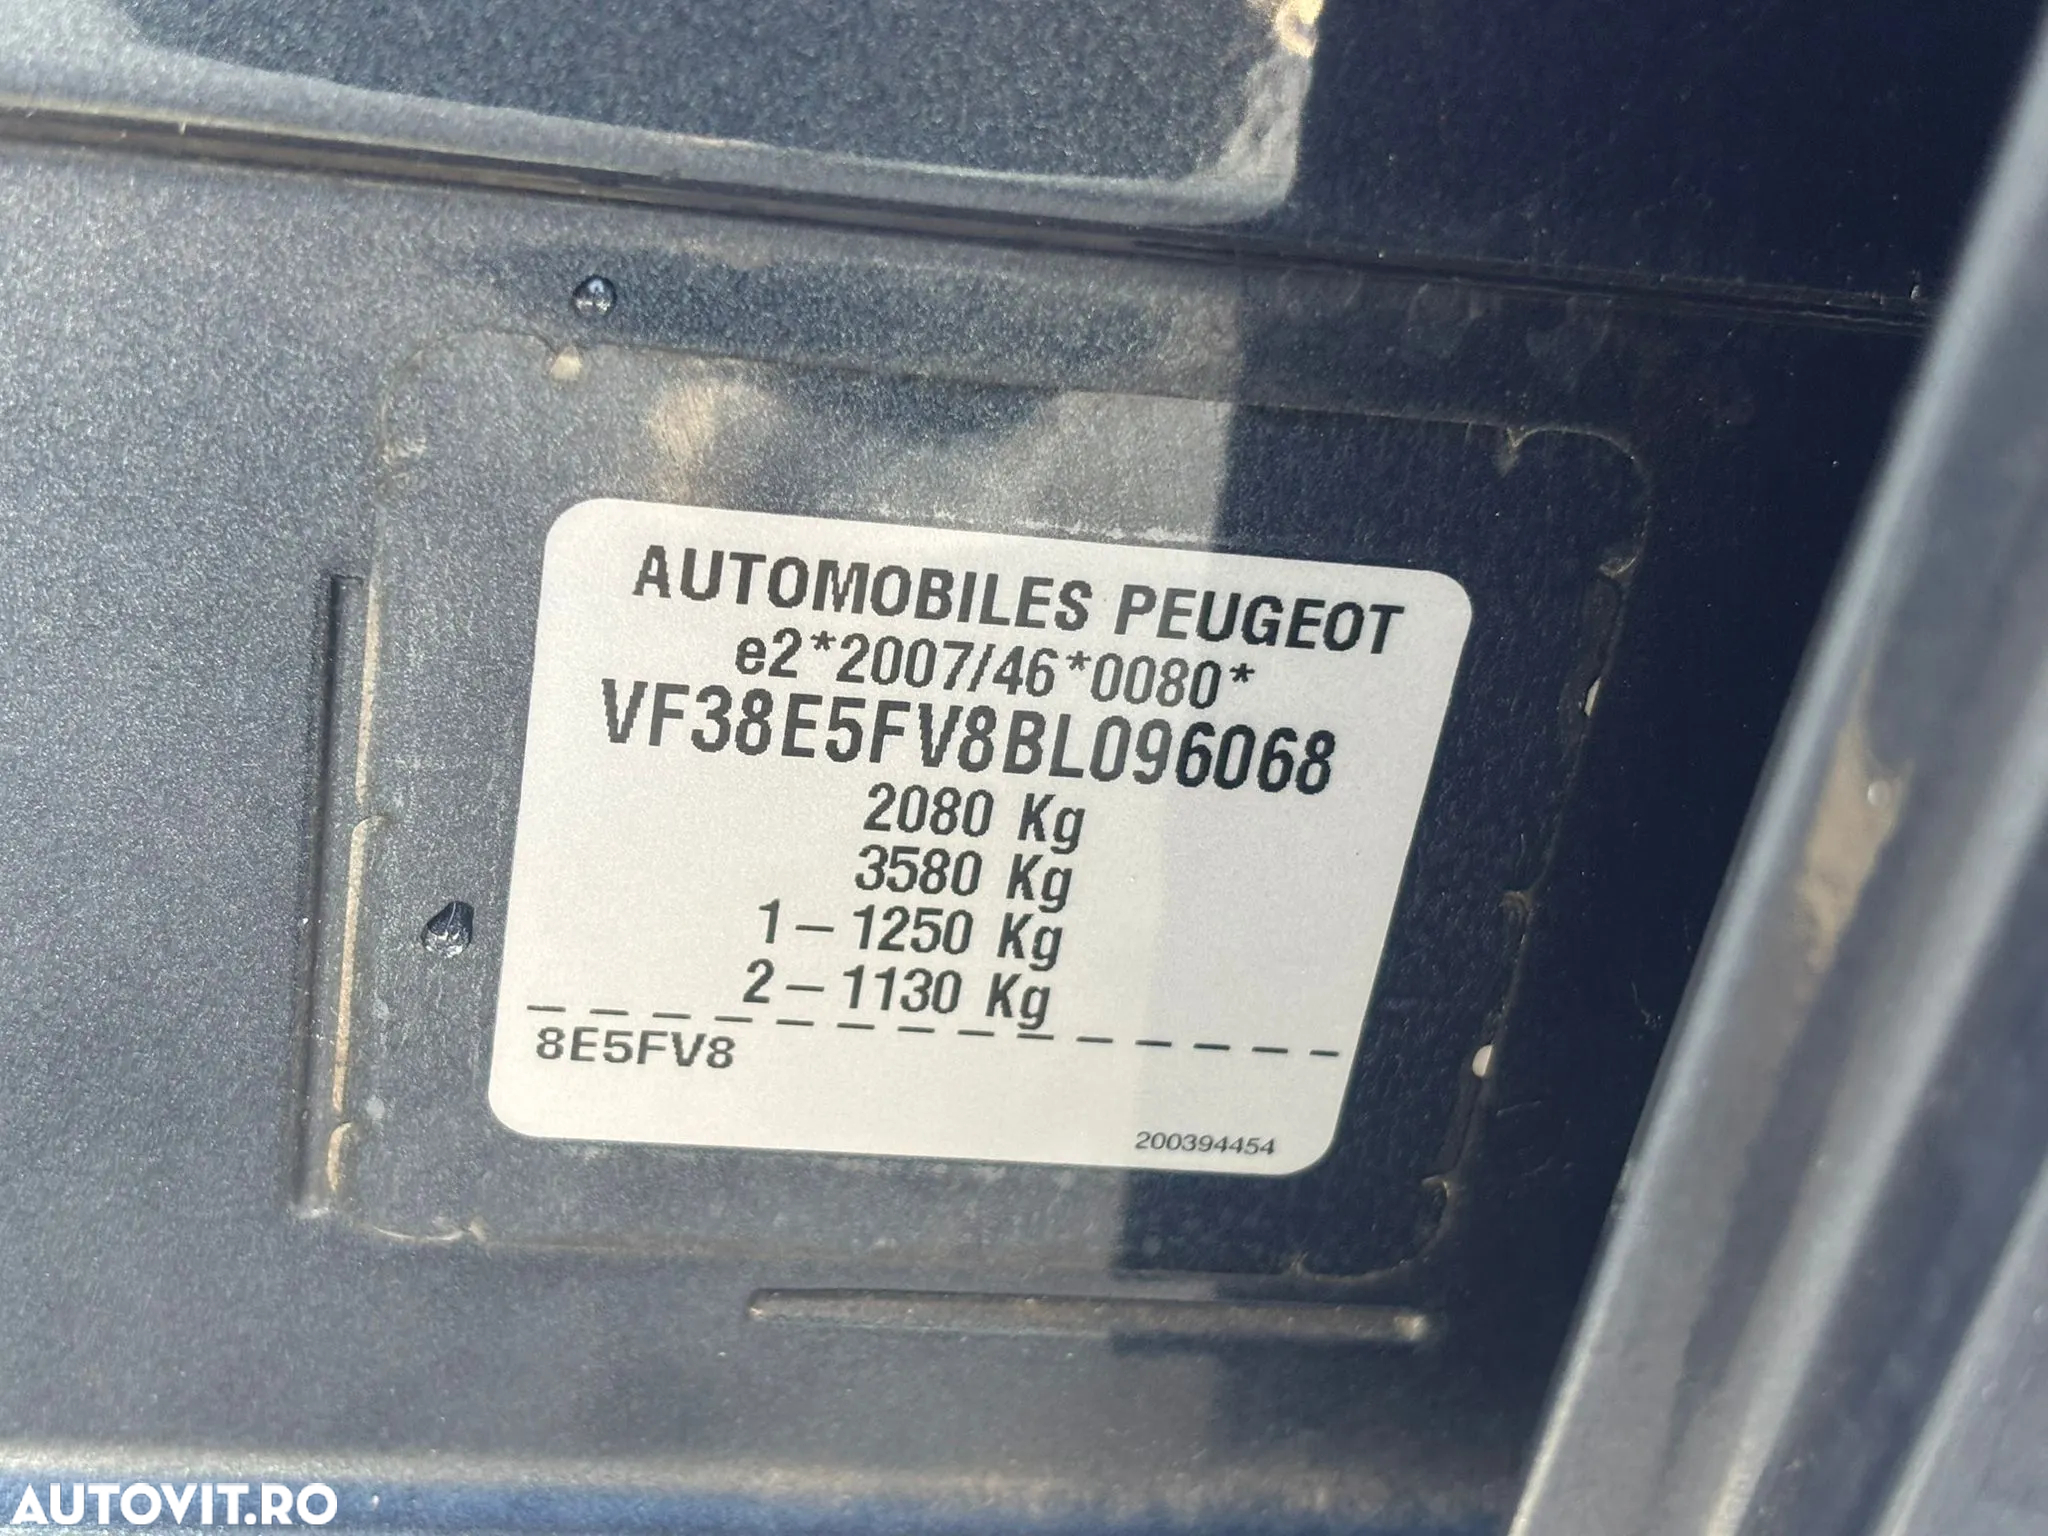 AUTOMOBILES PEUGEOT
e2*2007/46*0080*
VF38E5FV8BL096068
2080 Kg
3580 Kg
1 – 1250 Kg
2 – 1130 Kg
8E5FV8
200394454
AUTOVIT.RO